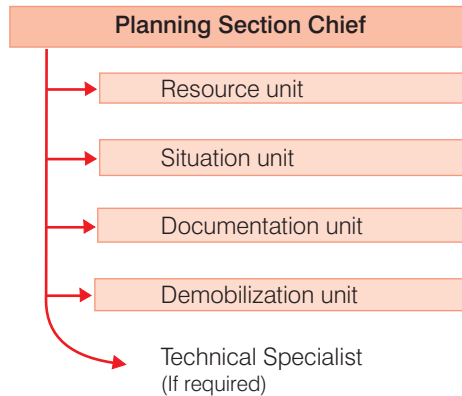 Planning Section Chief
Resource unit
Situation unit
Documentation unit
Demobilization unit
Technical Specialist
(If required)